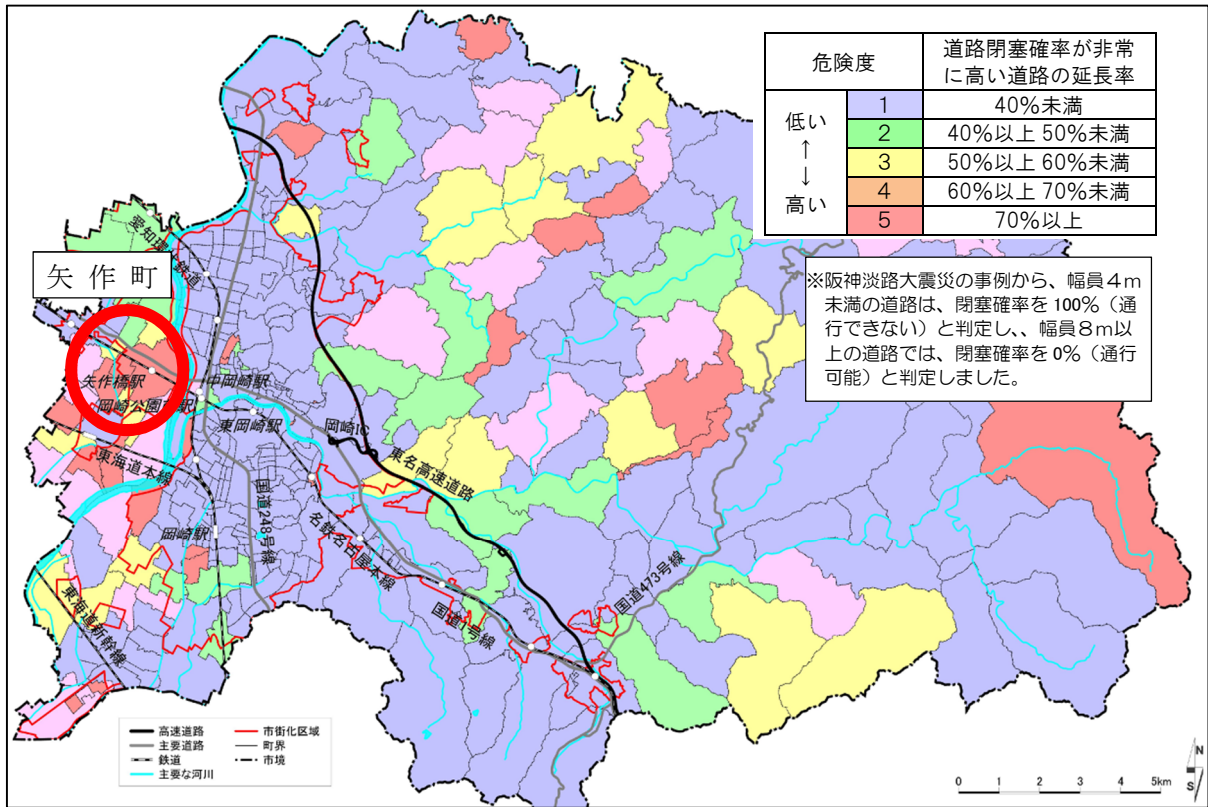 危険度 道路閉塞確率が非常
に高い道路の延長率
低い
↑
↓
高い
1 40%未満
2 40%以上 50%未満
3 50%以上 60%未満
4 60%以上 70%未満
5 70%以上
※阪神淡路大震災の事例から、幅員4m
未満の道路は、閉塞確率を 100%(通
行できない)と判定し、、幅員8m以
上の道路では、閉塞確率を 0%(通行
可能)と判定しました。
矢 作 町
鉄道
矢作橋駅
中岡崎駅
岡崎公園
駅
東岡崎駅
岡崎IC
東名高速道路
東海道本線
国道248号線
岡崎駅
名鉄名古屋本線
国道473号線
国道1号線
東海道新幹線
高速道路
主要道路
鉄道
主要な河川
市街化区域
町界
市境
0 1 2 3 4 5km
N
S